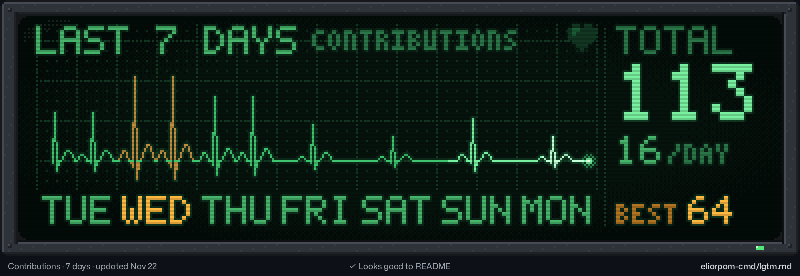 LAST 7 DAYS CONTRIBUTIONS
TOTAL
113
16/DAY
TUE WED THU FRI SAT SUN MON
BEST 64
Contributions · 7 days · updated Nov 22
✓ Looks good to README
eliorpom-cmd/lgtm.md